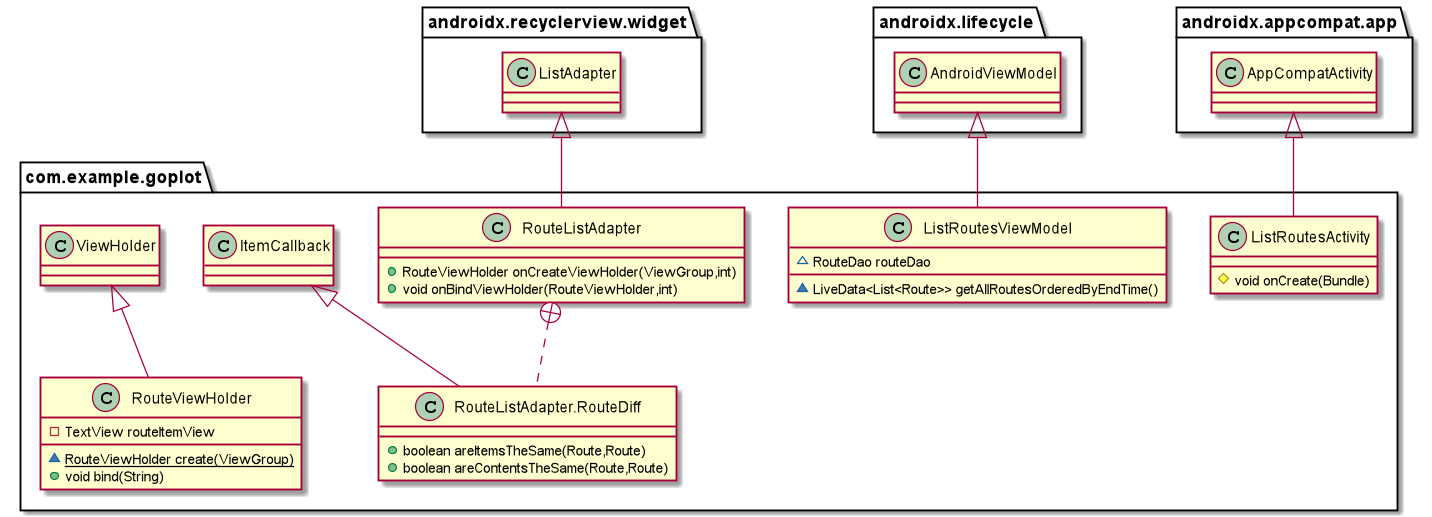 androidx.recyclerview.widget
C ListAdapter
androidx.lifecycle
C AndroidViewModel
androidx.appcompat.app
C AppCompatActivity
com.example.goplot
C ViewHolder
C ItemCallback
C RouteListAdapter
RouteViewHolder onCreateViewHolder(ViewGroup,int)
void onBindViewHolder(RouteViewHolder,int)
C ListRoutesViewModel
RouteDao routeDao
LiveData<List<Route>> getAllRoutesOrderedByEndTime()
C ListRoutesActivity
void onCreate(Bundle)
C RouteViewHolder
TextView routeItemView
RouteViewHolder create(ViewGroup)
void bind(String)
C RouteListAdapter.RouteDiff
boolean areItemsTheSame(Route,Route)
boolean areContentsTheSame(Route,Route)